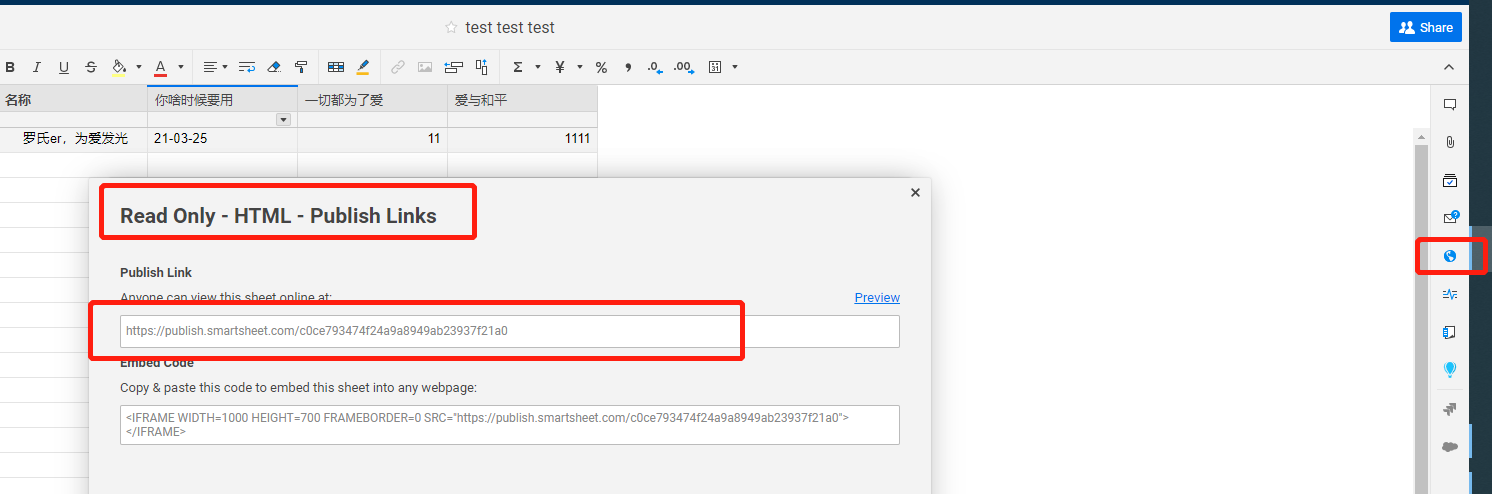 test test test
Share
B I U S A Σ ¥ % , .0 .00 31
名称 你啥时候要用 一切都为了爱 爱与和平
罗氏er，为爱发光 21-03-25 11 1111
Read Only - HTML - Publish Links
Publish Link
Anyone can view this sheet online at: Preview
https://publish.smartsheet.com/c0ce793474f24a9a8949ab23937f21a0
Embed Code
Copy & paste this code to embed this sheet into any webpage:
<IFRAME WIDTH=1000 HEIGHT=700 FRAMEBORDER=0 SRC="https://publish.smartsheet.com/c0ce793474f24a9a8949ab23937f21a0">
</IFRAME>